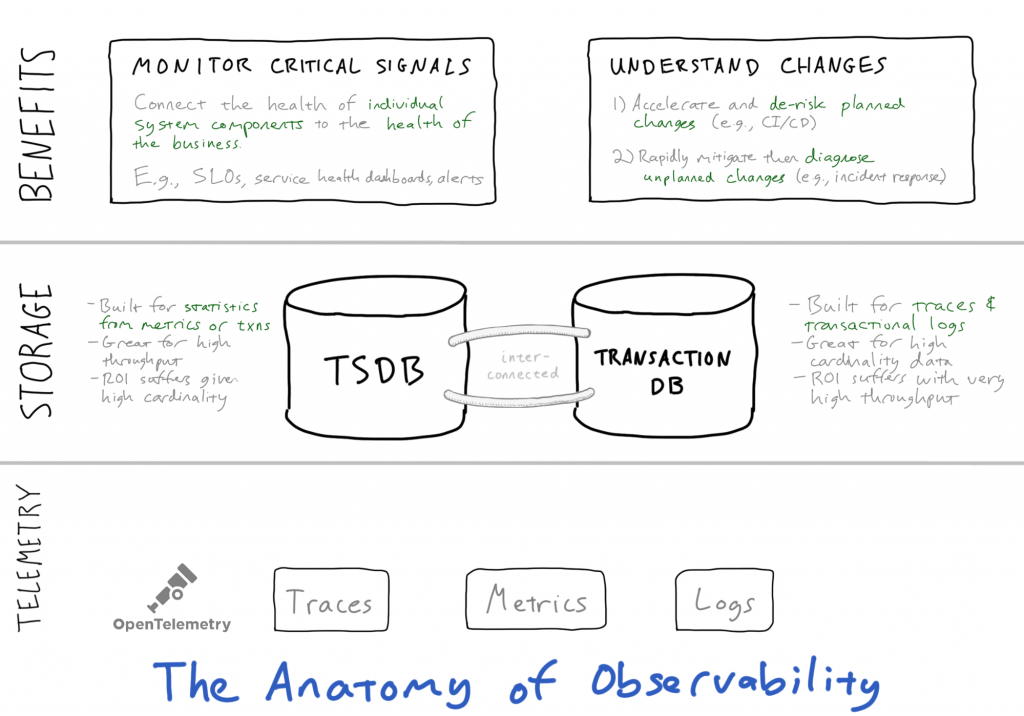 BENEFITS
MONITOR CRITICAL SIGNALS
Connect the health of individual
system components to the health of
the business.
E.g., SLOs, service health dashboards, alerts
UNDERSTAND CHANGES
1) Accelerate and de-risk planned
changes (e.g., CI/CD)
2) Rapidly mitigate then diagnose
unplanned changes (e.g., incident response)
STORAGE
- Built for statistics
from metrics or txns
- Great for high
throughput
- ROI suffers given
high cardinality
TSDB
inter-
connected
TRANSACTION
DB
- Built for traces &
transactional logs
- Great for high
cardinality data
- ROI suffers with very
high throughput
TELEMETRY
OpenTelemetry
Traces
Metrics
Logs
The Anatomy of Observability